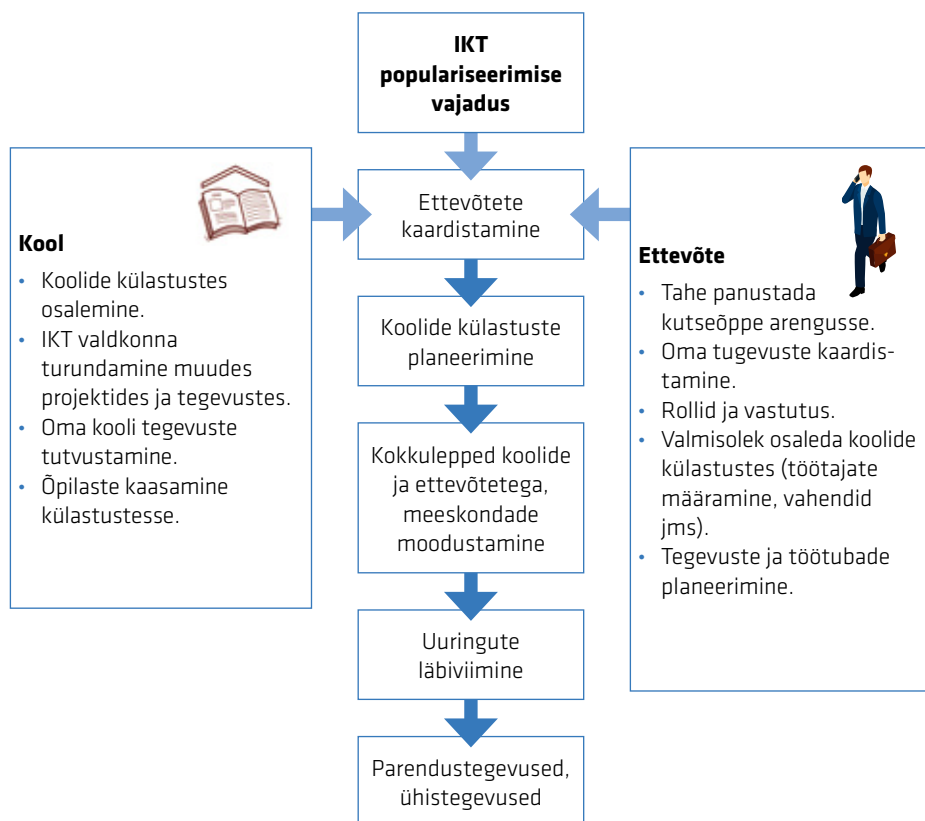 IKT
populariseerimise
vajadus
Ettevõtete
kaardistamine
Koolide külastuste
planeerimine
Kokkulepped koolide
ja ettevõtetega,
meeskondade
moodustamine
Uuringute
läbiviimine
Parendustegevused,
ühistegevused
Kool
• Koolide külastustes
osalemine.
• IKT valdkonna
turundamine muudes
projektides ja tegevustes.
• Oma kooli tegevuste
tutvustamine.
• Õpilaste kaasamine
külastustesse.
Ettevõte
• Tahe panustada
kutseõppe arengusse.
• Oma tugevuste kaardis-
tamine.
• Rollid ja vastutus.
• Valmisolek osaleda koolide
külastustes (töötajate
määramine, vahendid
jms).
• Tegevuste ja töötubade
planeerimine.